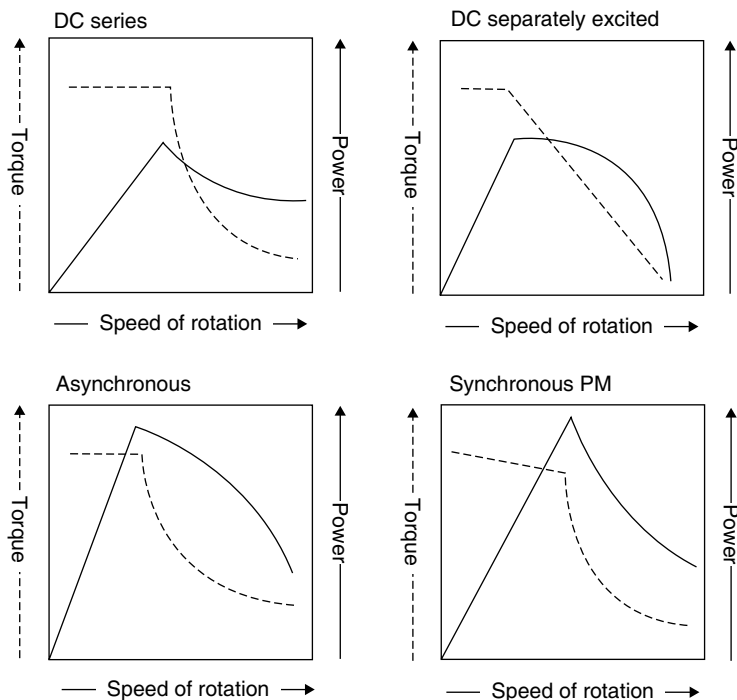 DC series
Torque
Power
Speed of rotation
DC separately excited
Torque
Power
Speed of rotation
Asynchronous
Torque
Power
Speed of rotation
Synchronous PM
Torque
Power
Speed of rotation